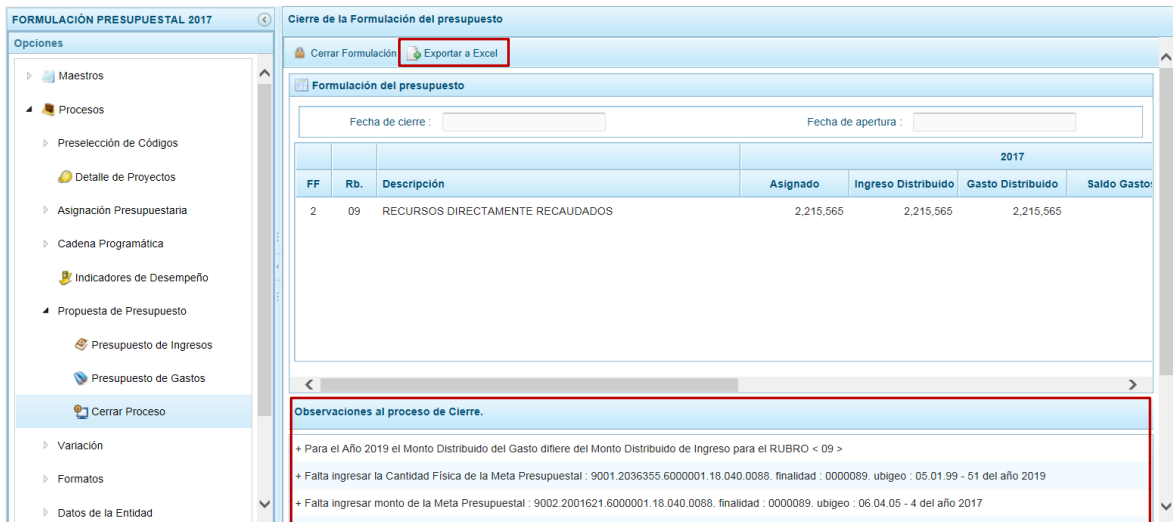 FORMULACIÓN PRESUPUESTAL 2017
Opciones
Maestros
Procesos
Preselección de Códigos
Detalle de Proyectos
Asignación Presupuestaria
Cadena Programática
Indicadores de Desempeño
Propuesta de Presupuesto
Presupuesto de Ingresos
Presupuesto de Gastos
Cerrar Proceso
Variación
Formatos
Datos de la Entidad
Cierre de la Formulación del presupuesto
Cerrar Formulación Exportar a Excel
Formulación del presupuesto
Fecha de cierre : Fecha de apertura :
2017
FF Rb. Descripción Asignado Ingreso Distribuido Gasto Distribuido Saldo Gastos
2 09 RECURSOS DIRECTAMENTE RECAUDADOS 2,215,565 2,215,565 2,215,565
Observaciones al proceso de Cierre.
+ Para el Año 2019 el Monto Distribuido del Gasto difiere del Monto Distribuido de Ingreso para el RUBRO < 09 >
+ Falta ingresar la Cantidad Física de la Meta Presupuestal : 9001.2036355.6000001.18.040.0088. finalidad : 0000089. ubigeo : 05.01.99 - 51 del año 2019
+ Falta ingresar monto de la Meta Presupuestal : 9002.2001621.6000001.18.040.0088. finalidad : 0000089. ubigeo : 06.04.05 - 4 del año 2017